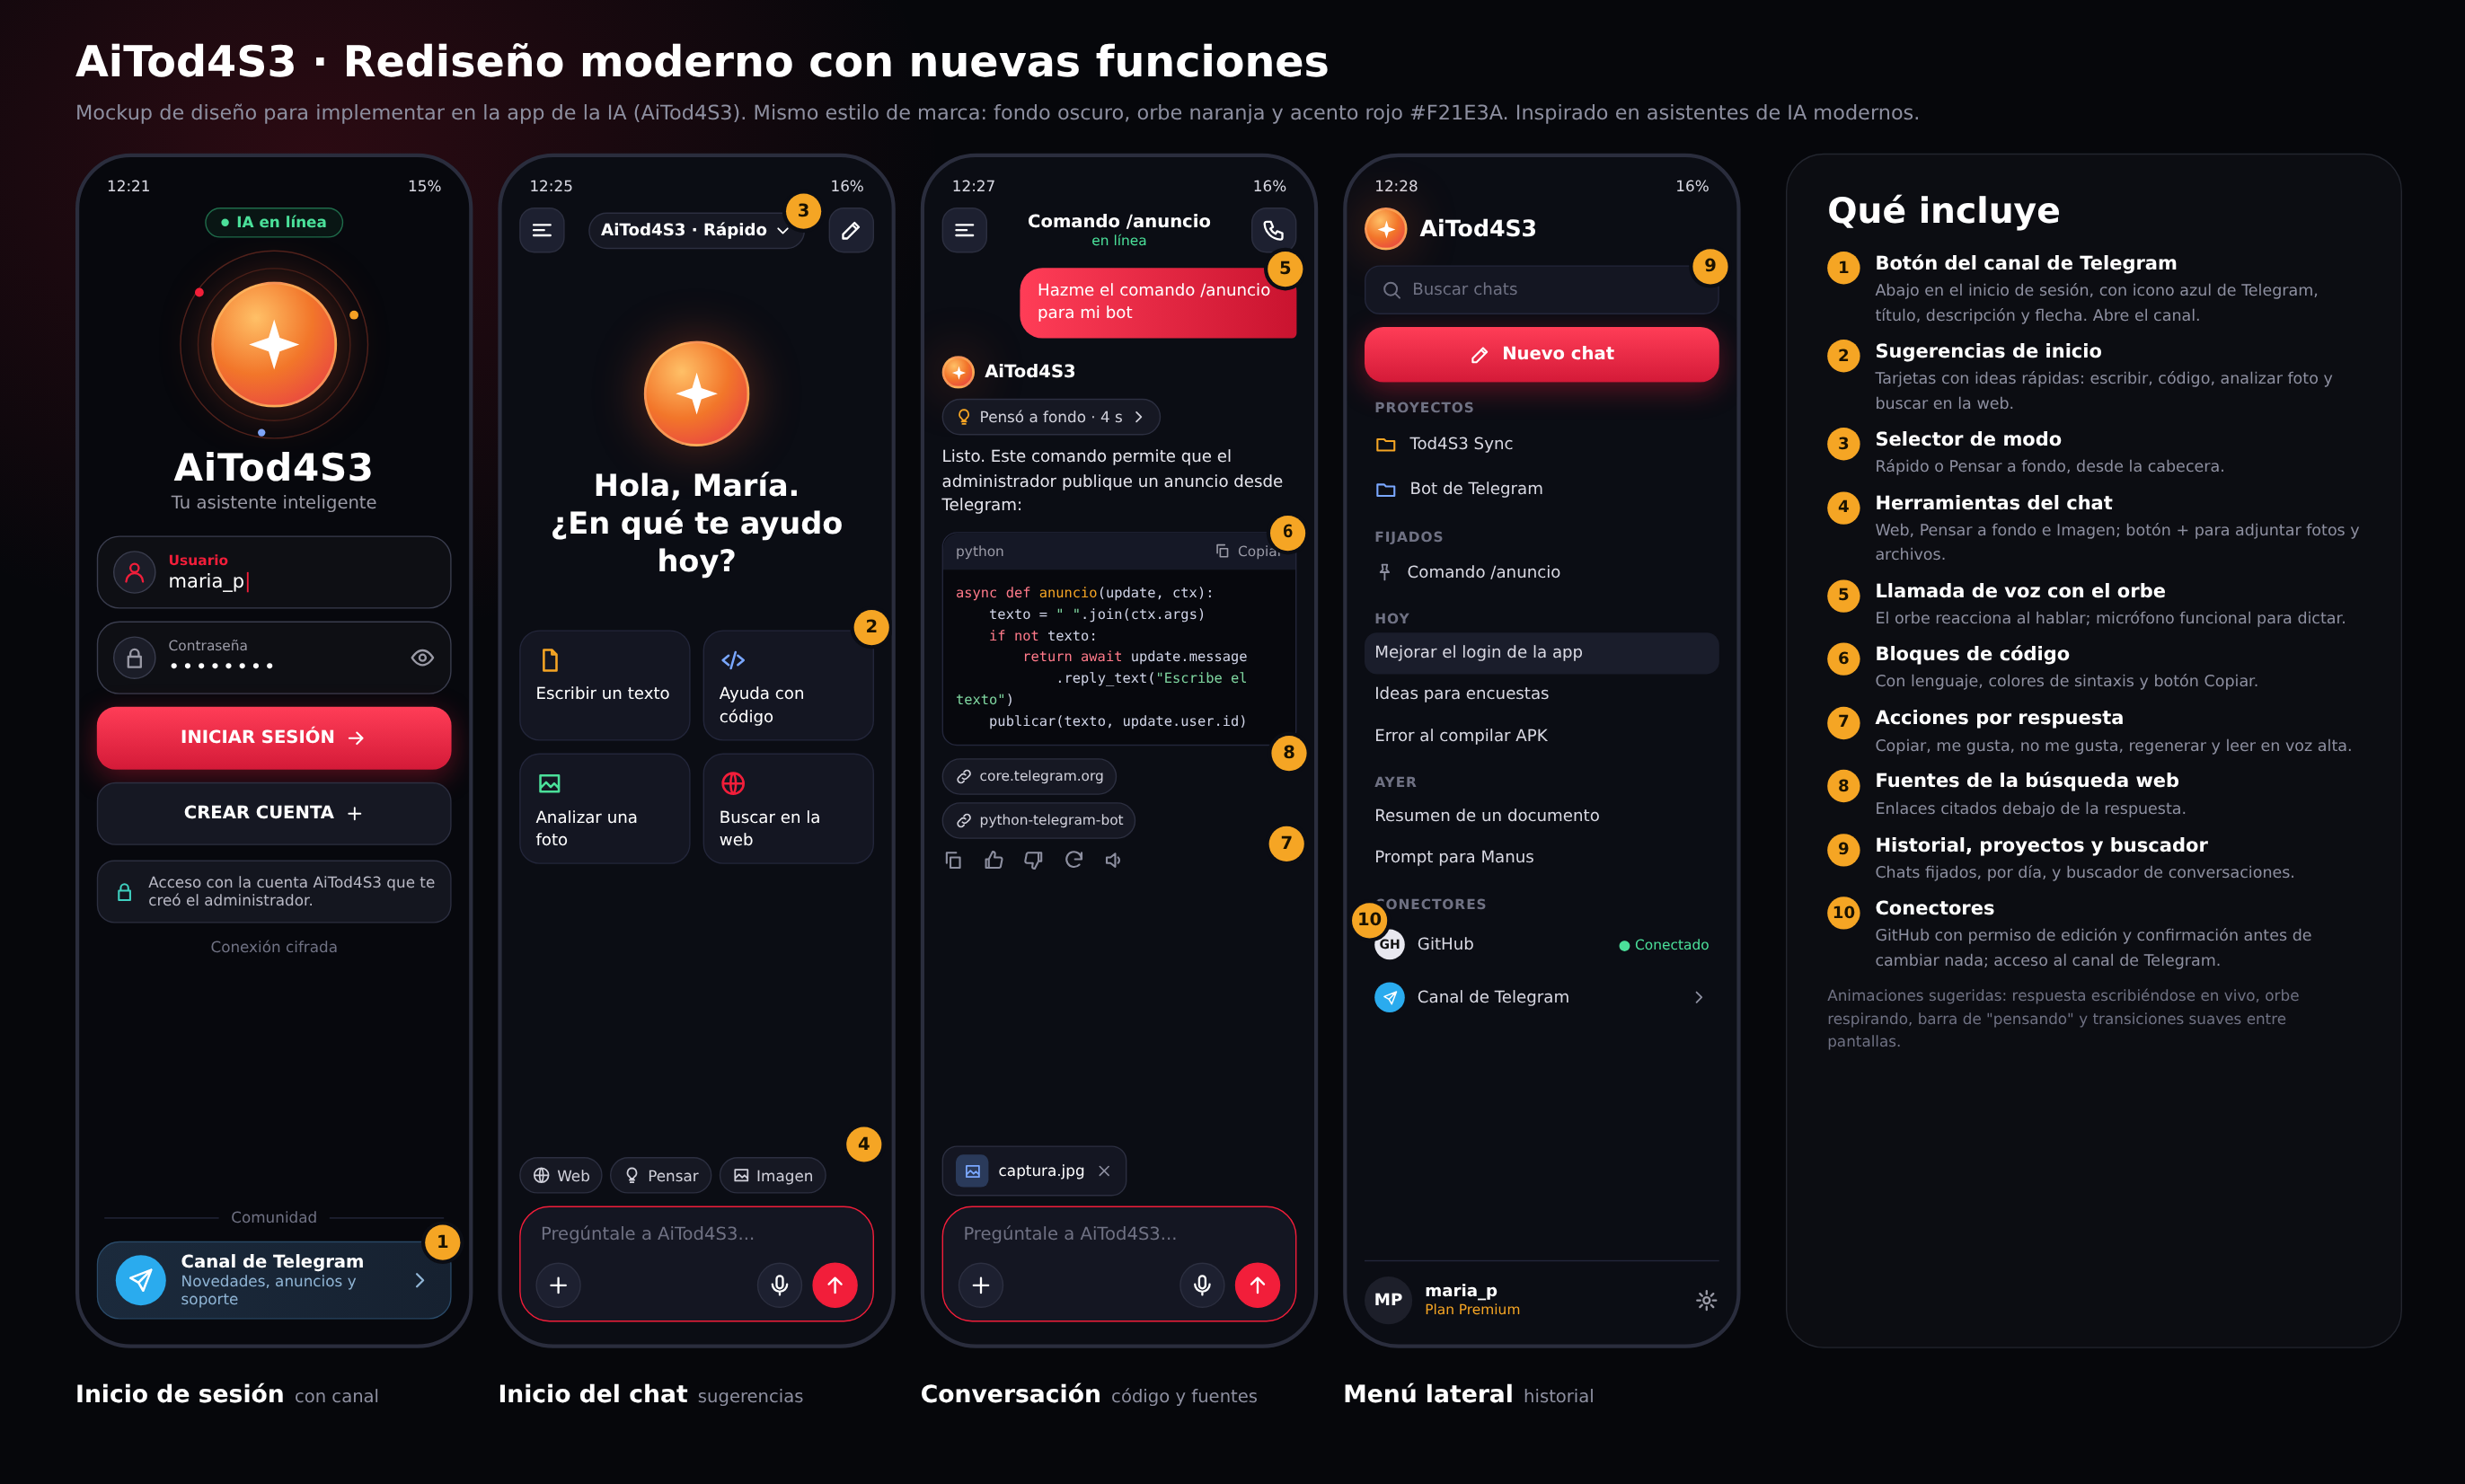 AiTod4S3 · Rediseño moderno con nuevas funciones
Mockup de diseño para implementar en la app de la IA (AiTod4S3). Mismo estilo de marca: fondo oscuro, orbe naranja y acento rojo #F21E3A. Inspirado en asistentes de IA modernos.
12:21
15%
IA en línea
AiTod4S3
Tu asistente inteligente
Usuario
maria_p|
Contraseña
••••••••
INICIAR SESIÓN →
CREAR CUENTA +
Acceso con la cuenta AiTod4S3 que te
creó el administrador.
Conexión cifrada
Comunidad
1
Canal de Telegram
Novedades, anuncios y
soporte
Inicio de sesión con canal
12:25
16%
3
AiTod4S3 · Rápido
Hola, María.
¿En qué te ayudo
hoy?
2
Escribir un texto
Ayuda con
código
Analizar una
foto
Buscar en la
web
4
Web
Pensar
Imagen
Pregúntale a AiTod4S3...
Inicio del chat sugerencias
12:27
16%
Comando /anuncio
en línea
5
Hazme el comando /anuncio
para mi bot
AiTod4S3
Pensó a fondo · 4 s
Listo. Este comando permite que el
administrador publique un anuncio desde
Telegram:
6
python
Copiar
async def anuncio(update, ctx):
texto = " ".join(ctx.args)
if not texto:
return await update.message
.reply_text("Escribe el
texto")
publicar(texto, update.user.id)
8
core.telegram.org
python-telegram-bot
7
captura.jpg
Pregúntale a AiTod4S3...
Conversación código y fuentes
12:28
16%
AiTod4S3
9
Buscar chats
Nuevo chat
PROYECTOS
Tod4S3 Sync
Bot de Telegram
FIJADOS
Comando /anuncio
HOY
Mejorar el login de la app
Ideas para encuestas
Error al compilar APK
AYER
Resumen de un documento
Prompt para Manus
CONECTORES
10
GH
GitHub
Conectado
Canal de Telegram
MP
maria_p
Plan Premium
Menú lateral historial
Qué incluye
1
Botón del canal de Telegram
Abajo en el inicio de sesión, con icono azul de Telegram,
título, descripción y flecha. Abre el canal.
2
Sugerencias de inicio
Tarjetas con ideas rápidas: escribir, código, analizar foto y
buscar en la web.
3
Selector de modo
Rápido o Pensar a fondo, desde la cabecera.
4
Herramientas del chat
Web, Pensar a fondo e Imagen; botón + para adjuntar fotos y
archivos.
5
Llamada de voz con el orbe
El orbe reacciona al hablar; micrófono funcional para dictar.
6
Bloques de código
Con lenguaje, colores de sintaxis y botón Copiar.
7
Acciones por respuesta
Copiar, me gusta, no me gusta, regenerar y leer en voz alta.
8
Fuentes de la búsqueda web
Enlaces citados debajo de la respuesta.
9
Historial, proyectos y buscador
Chats fijados, por día, y buscador de conversaciones.
10
Conectores
GitHub con permiso de edición y confirmación antes de
cambiar nada; acceso al canal de Telegram.
Animaciones sugeridas: respuesta escribiéndose en vivo, orbe
respirando, barra de "pensando" y transiciones suaves entre
pantallas.